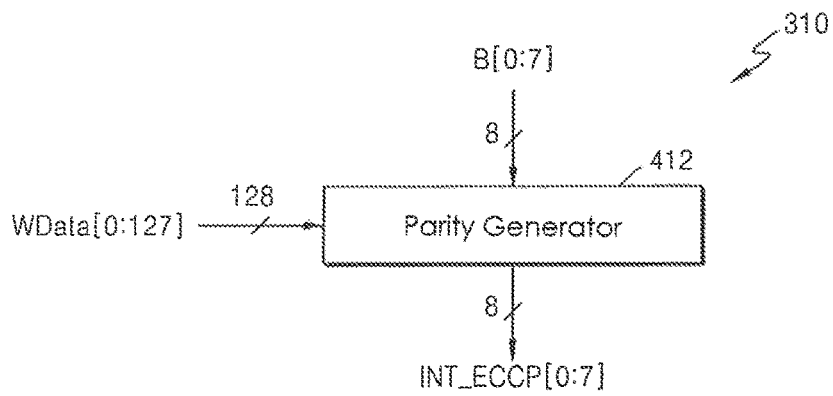 310
B[0:7]
8
412
128
WData[0:127]
Parity Generator
8
INT_ECCP[0:7]